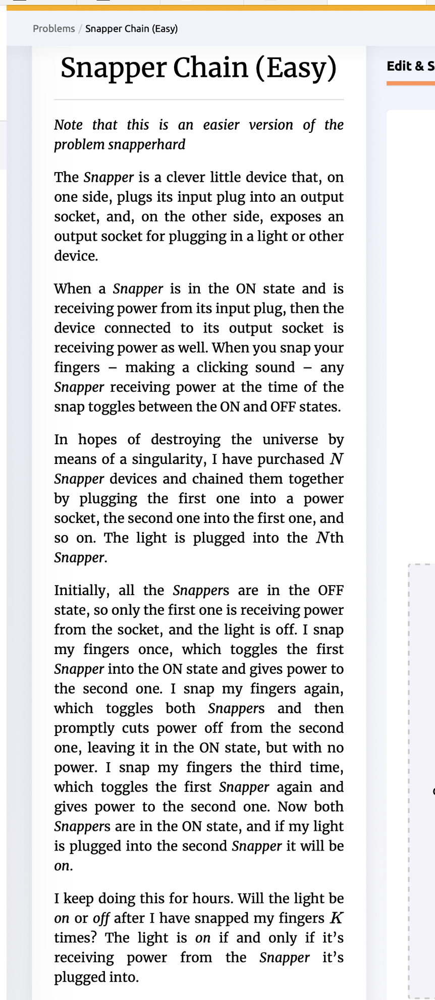 Problems / Snapper Chain (Easy)
Snapper Chain (Easy)
Edit & S
Note that this is an easier version of the
problem snapperhard
The Snapper is a clever little device that, on
one side, plugs its input plug into an output
socket, and, on the other side, exposes an
output socket for plugging in a light or other
device.
When a Snapper is in the ON state and is
receiving power from its input plug, then the
device connected to its output socket is
receiving power as well. When you snap your
fingers – making a clicking sound – any
Snapper receiving power at the time of the
snap toggles between the ON and OFF states.
In hopes of destroying the universe by
means of a singularity, I have purchased N
Snapper devices and chained them together
by plugging the first one into a power
socket, the second one into the first one, and
so on. The light is plugged into the Nth
Snapper.
Initially, all the Snappers are in the OFF
state, so only the first one is receiving power
from the socket, and the light is off. I snap
my fingers once, which toggles the first
Snapper into the ON state and gives power to
the second one. I snap my fingers again,
which toggles both Snappers and then
promptly cuts power off from the second
one, leaving it in the ON state, but with no
power. I snap my fingers the third time,
which toggles the first Snapper again and
gives power to the second one. Now both
Snappers are in the ON state, and if my light
is plugged into the second Snapper it will be
on.
I keep doing this for hours. Will the light be
on or off after I have snapped my fingers K
times? The light is on if and only if it's
receiving power from the Snapper it's
plugged into.